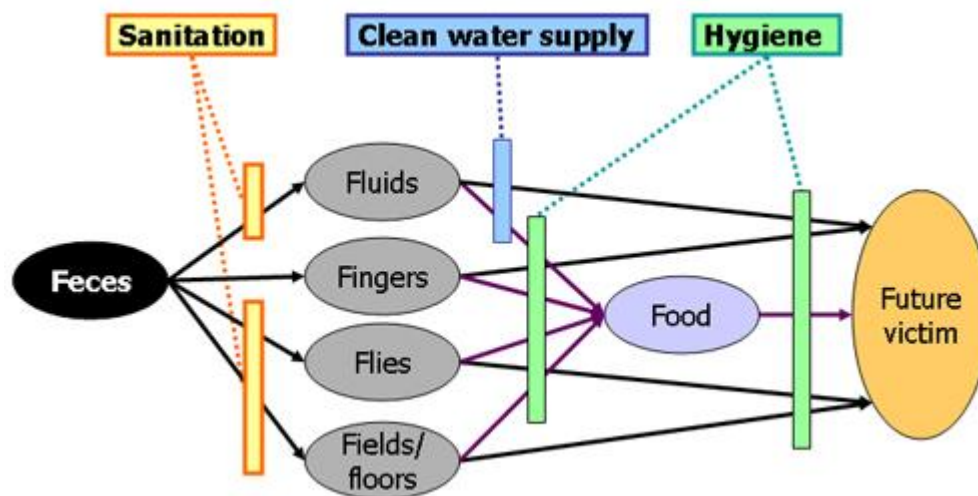 Sanitation
Clean water supply
Hygiene
Fluids
Feces
Fingers
Food
Future
victim
Flies
Fields/
floors